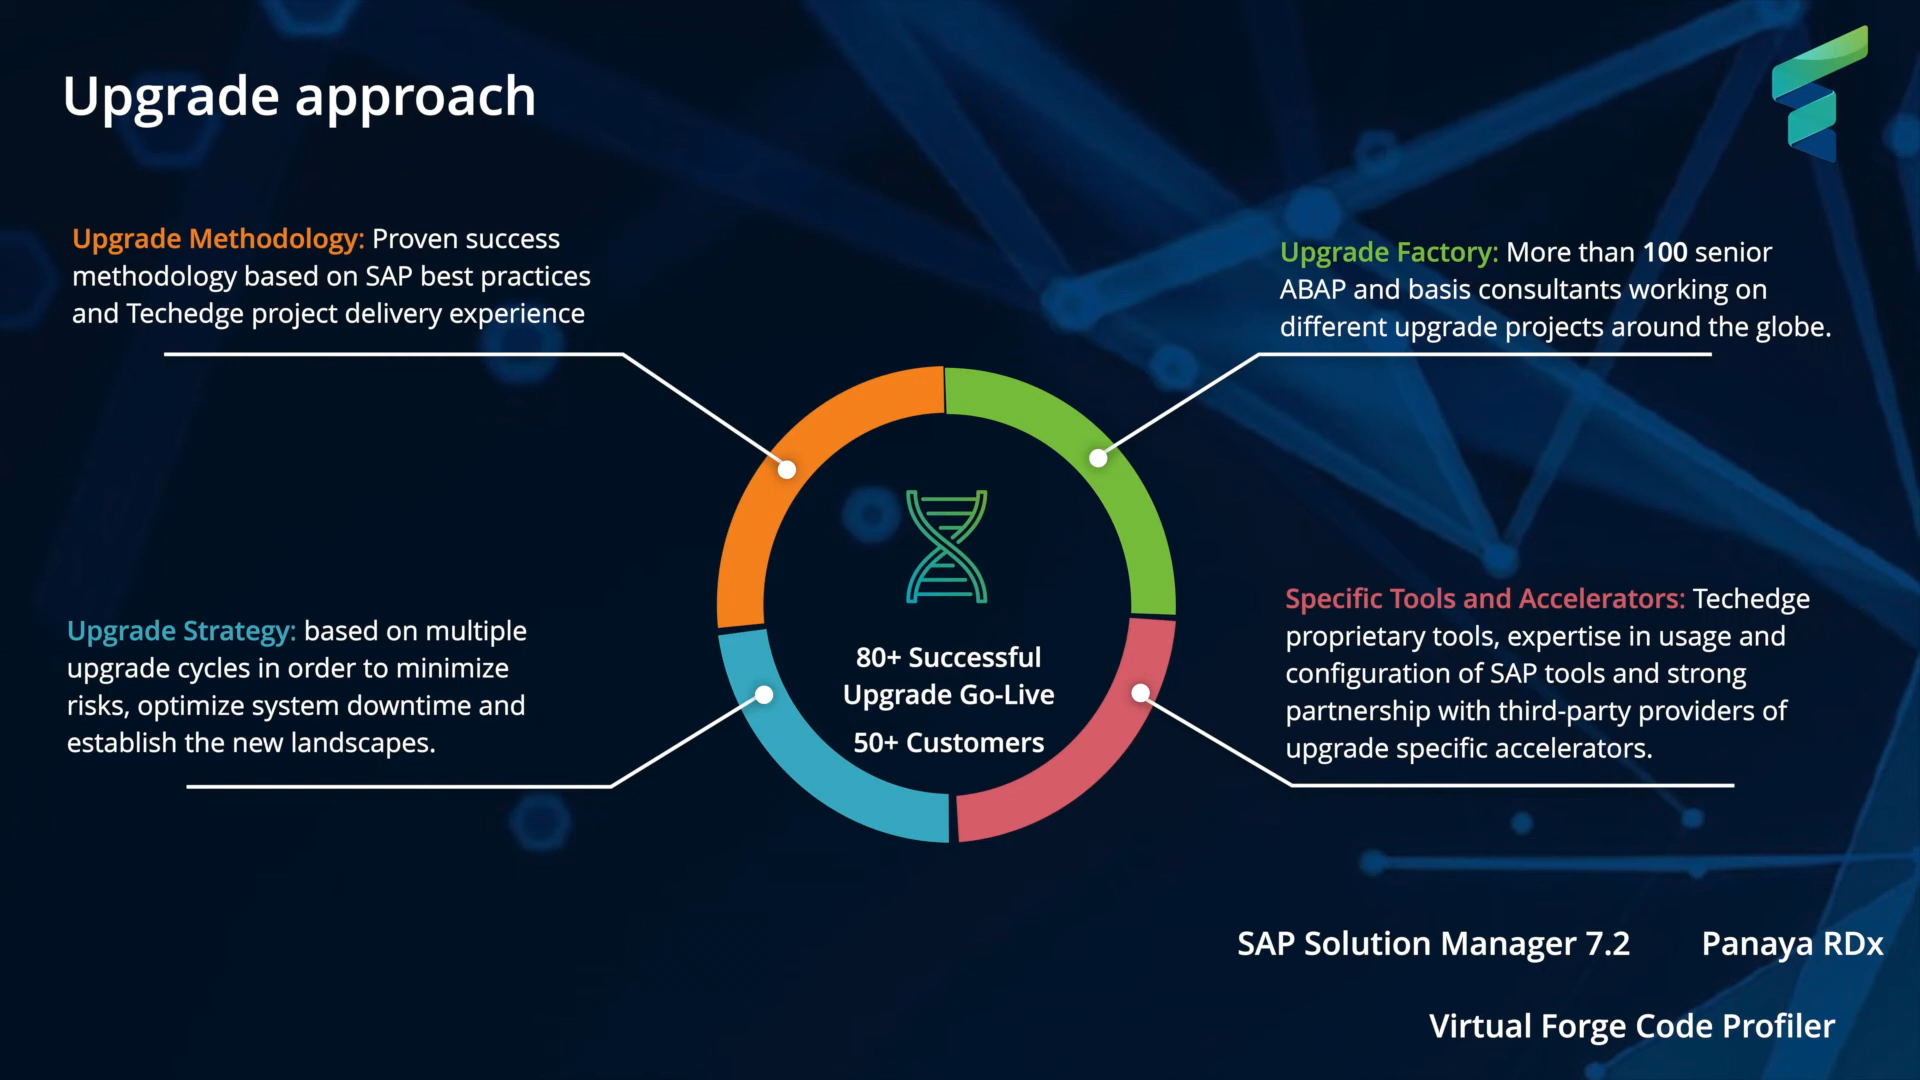 Upgrade approach
Upgrade Methodology: Proven success
methodology based on SAP best practices
and Techedge project delivery experience
Upgrade Factory: More than 100 senior
ABAP and basis consultants working on
different upgrade projects around the globe.
Upgrade Strategy: based on multiple
upgrade cycles in order to minimize
risks, optimize system downtime and
establish the new landscapes.
80+ Successful
Upgrade Go-Live
50+ Customers
Specific Tools and Accelerators: Techedge
proprietary tools, expertise in usage and
configuration of SAP tools and strong
partnership with third-party providers of
upgrade specific accelerators.
SAP Solution Manager 7.2 Panaya RDx
Virtual Forge Code Profiler